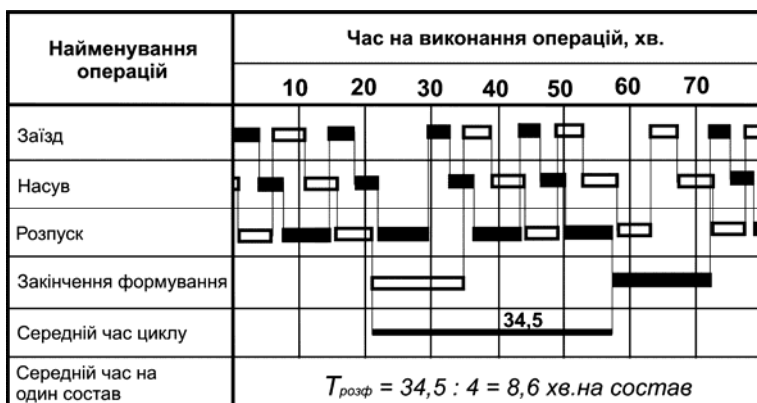 Найменування
операцій
Час на виконання операцій, хв.
10 20 30 40 50 60 70
Заїзд
Насув
Розпуск
Закінчення формування
Середній час циклу
34,5
Середній час на
один состав
Tрозф = 34,5 : 4 = 8,6 хв.на состав